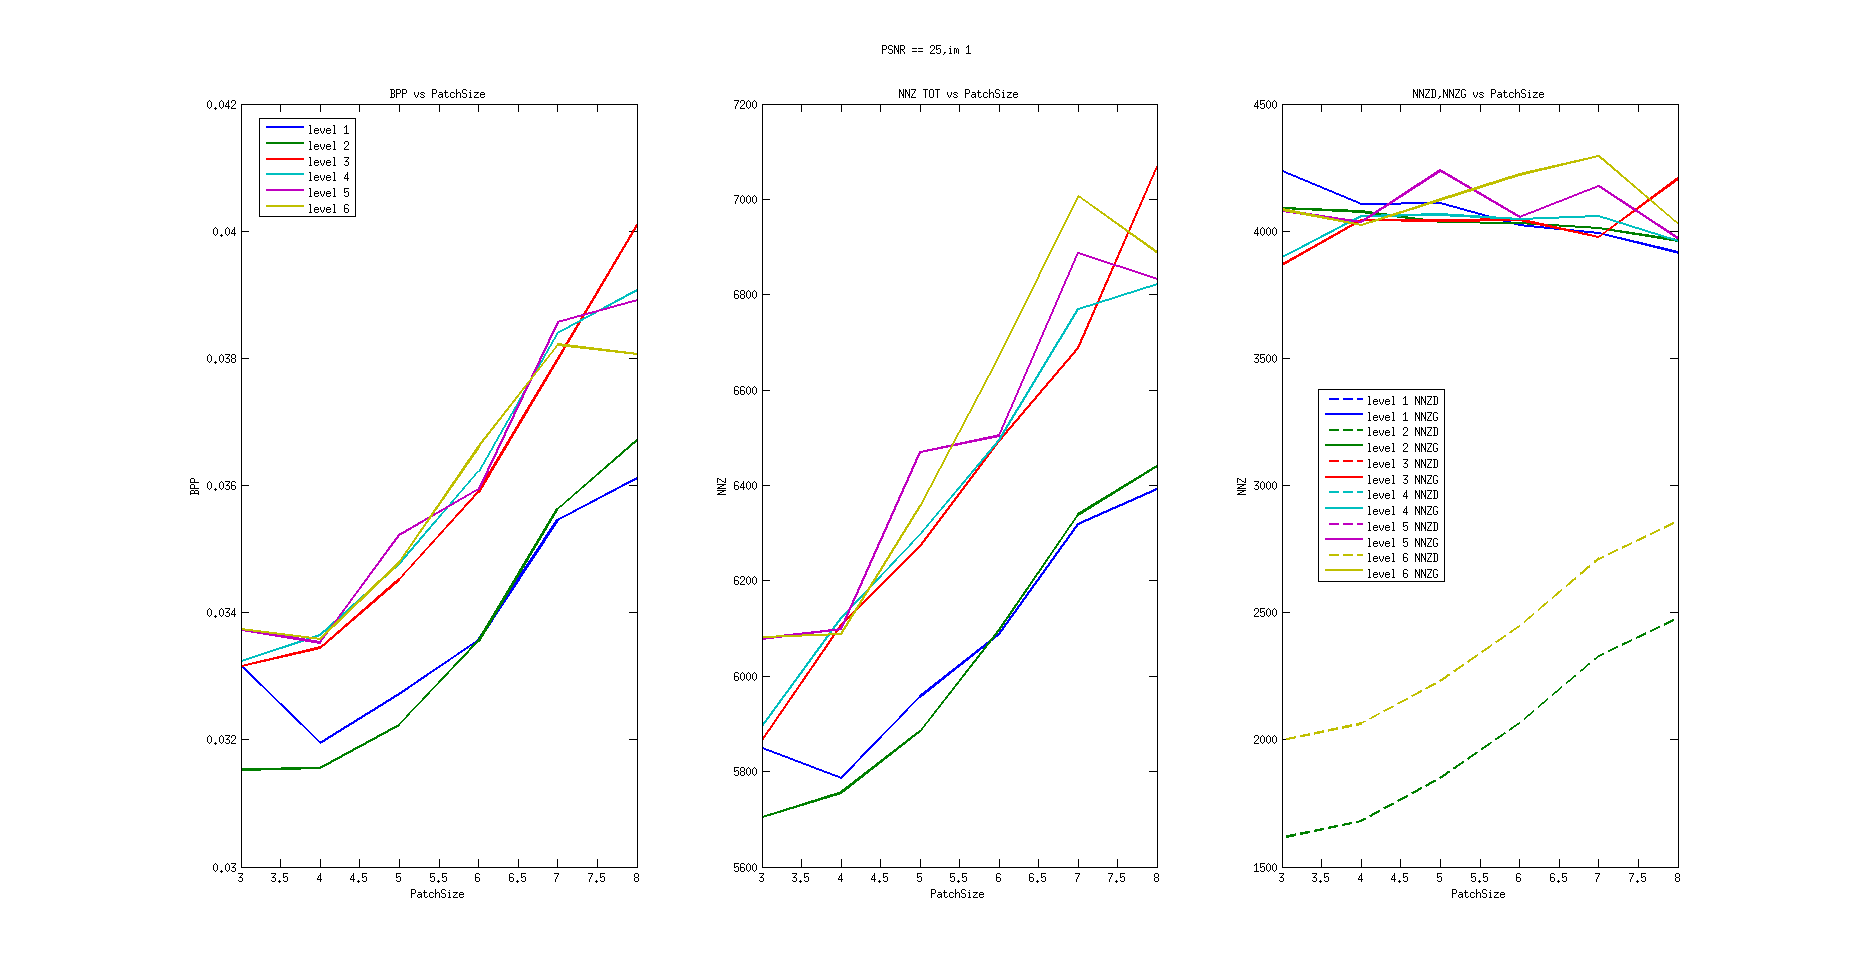 PSNR == 25,im 1
BPP vs PatchSize
0.042
0.04
0.038
0.036
0.034
0.032
0.03
BPP
level 1
level 2
level 3
level 4
level 5
level 6
3 3.5 4 4.5 5 5.5 6 6.5 7 7.5 8
PatchSize
NNZ TOT vs PatchSize
7200
7000
6800
6600
6400
6200
6000
5800
5600
NNZ
3 3.5 4 4.5 5 5.5 6 6.5 7 7.5 8
PatchSize
NNZD,NNZG vs PatchSize
4500
4000
3500
3000
2500
2000
1500
NNZ
level 1 NNZD
level 1 NNZG
level 2 NNZD
level 2 NNZG
level 3 NNZD
level 3 NNZG
level 4 NNZD
level 4 NNZG
level 5 NNZD
level 5 NNZG
level 6 NNZD
level 6 NNZG
3 3.5 4 4.5 5 5.5 6 6.5 7 7.5 8
PatchSize